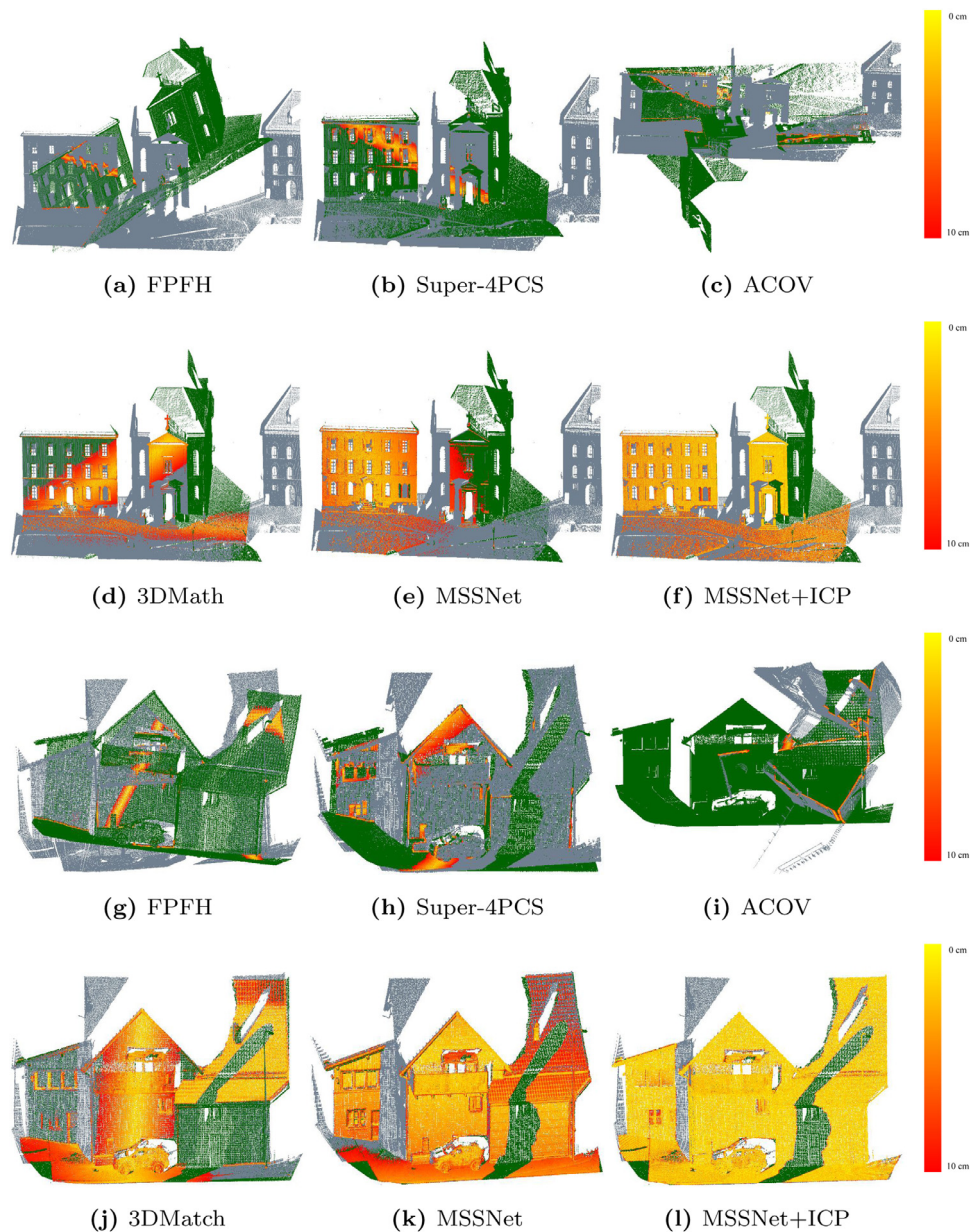 0 cm
10 cm
(a) FPFH
(b) Super-4PCS
(c) ACOV
0 cm
10 cm
(d) 3DMath
(e) MSSNet
(f) MSSNet+ICP
0 cm
10 cm
(g) FPFH
(h) Super-4PCS
(i) ACOV
0 cm
10 cm
(j) 3DMatch
(k) MSSNet
(l) MSSNet+ICP